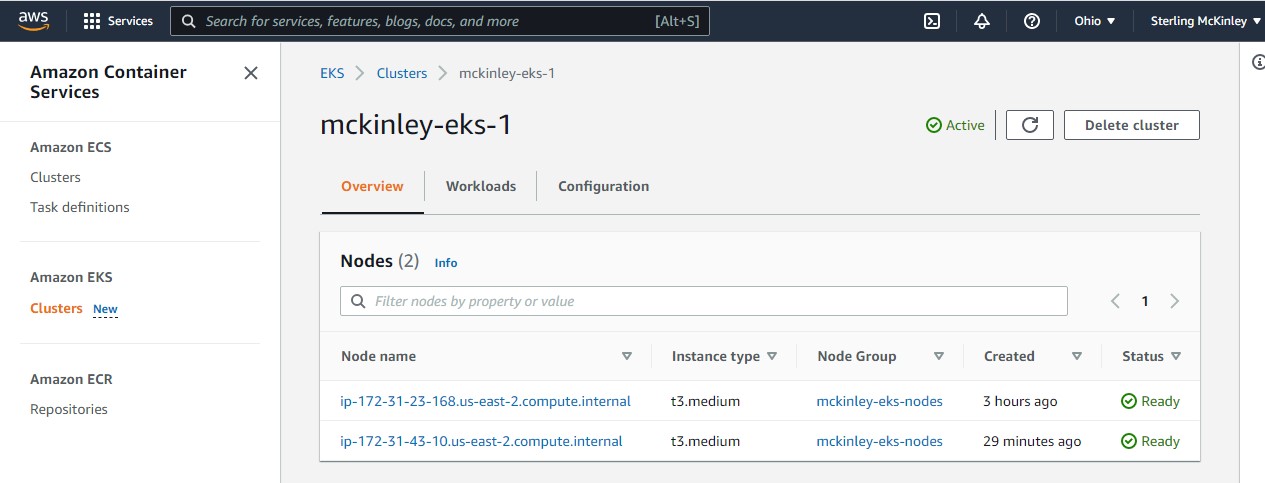 aws Services Search for services, features, blogs, docs, and more [Alt+S] Ohio Sterling McKinley
Amazon Container
Services
Amazon ECS
Clusters
Task definitions
Amazon EKS
Clusters New
Amazon ECR
Repositories
EKS Clusters mckinley-eks-1
mckinley-eks-1 Active Delete cluster
Overview Workloads Configuration
Nodes (2) Info
Filter nodes by property or value 1
Node name Instance type Node Group Created Status
ip-172-31-23-168.us-east-2.compute.internal t3.medium mckinley-eks-nodes 3 hours ago Ready
ip-172-31-43-10.us-east-2.compute.internal t3.medium mckinley-eks-nodes 29 minutes ago Ready